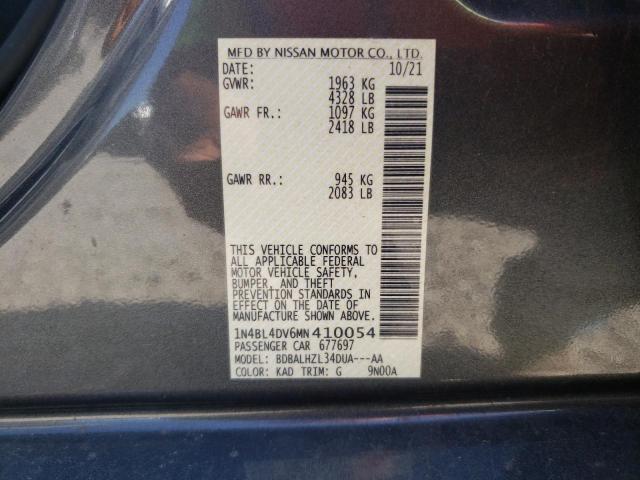 MFD BY NISSAN MOTOR CO., LTD.
DATE: 10/21
GVWR: 1963 KG
4328 LB
GAWR FR.: 1097 KG
2418 LB
GAWR RR.: 945 KG
2083 LB
THIS VEHICLE CONFORMS TO
ALL APPLICABLE FEDERAL
MOTOR VEHICLE SAFETY,
BUMPER, AND THEFT
PREVENTION STANDARDS IN
EFFECT ON THE DATE OF
MANUFACTURE SHOWN ABOVE.
1N4BL4DV6MN410054
PASSENGER CAR 677697
MODEL: BDBALHZL34DUA---AA
COLOR: KAD TRIM: G 9N00A